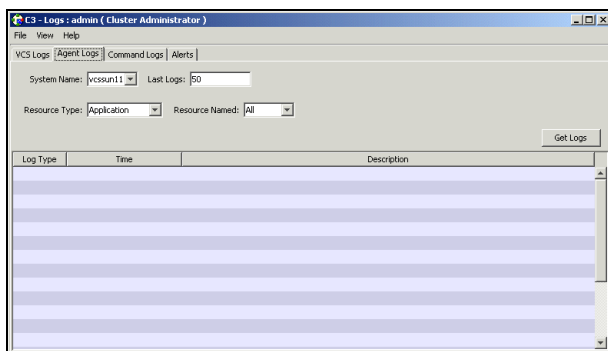 C3 - Logs : admin ( Cluster Administrator )
File View Help
VCS Logs Agent Logs Command Logs Alerts
System Name: vcssun11 Last Logs: 50
Resource Type: Application Resource Named: All
Get Logs
Log Type Time Description